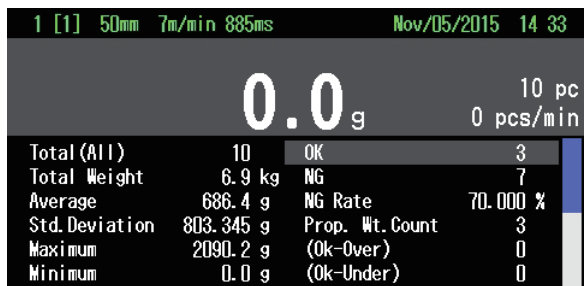 1 [1] 50mm 7m/min 885ms Nov/05/2015 14 33
0.0 g
10 pc
0 pcs/min
Total(All) 10 OK 3
Total Weight 6.9 kg NG 7
Average 686.4 g NG Rate 70.000 %
Std.Deviation 803.345 g Prop. Wt.Count 3
Maximum 2090.2 g (Ok-Over) 0
Minimum 0.0 g (Ok-Under) 0